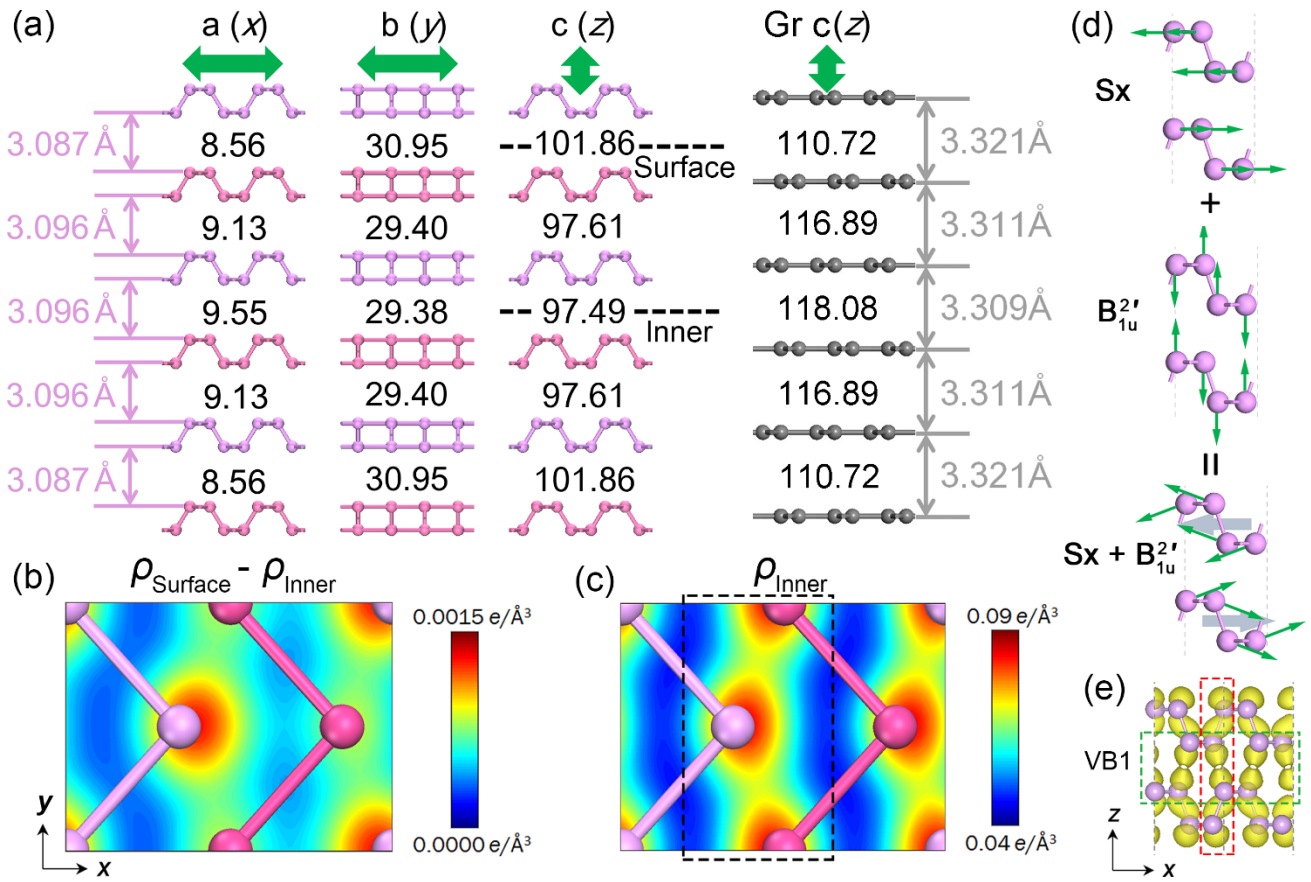 (a)
a (x) b (y) c (z) Gr c(z)
3.087 Å 8.56 30.95 101.86 110.72 3.321Å
Surface
3.096 Å 9.13 29.40 97.61 116.89 3.311Å
3.096 Å 9.55 29.38 97.49 118.08 3.309Å
Inner
3.096 Å 9.13 29.40 97.61 116.89 3.311Å
3.087 Å 8.56 30.95 101.86 110.72 3.321Å
(b)
ρSurface - ρInner
0.0015 e/Å³
0.0000 e/Å³
y
x
(c)
ρInner
0.09 e/Å³
0.04 e/Å³
(d)
Sx
+
B1u2′
=
Sx + B1u2′
(e)
VB1
z
x